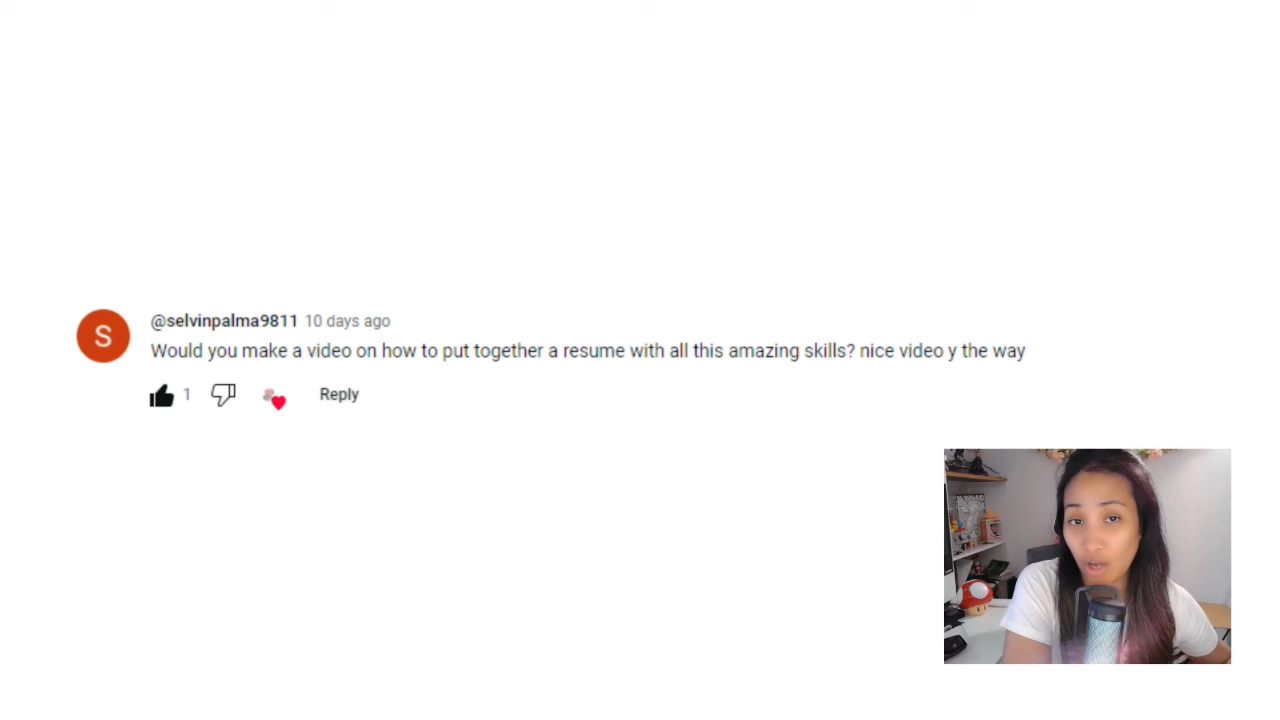 S
@selvinpalma9811 10 days ago
Would you make a video on how to put together a resume with all this amazing skills? nice video y the way
1 Reply